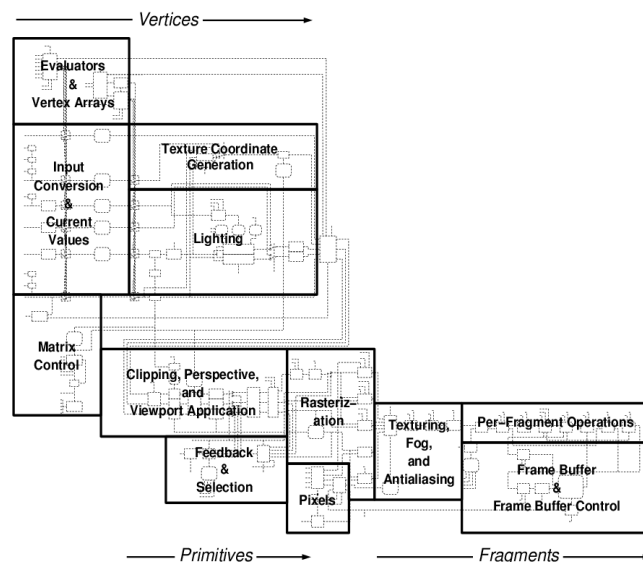 Vertices
Evaluators
&
Vertex Arrays
Texture Coordinate
Generation
Input
Conversion
&
Current
Values
Lighting
Matrix
Control
Clipping, Perspective,
and
Viewport Application
Rasteriz-
ation
Texturing,
Fog,
and
Antialiasing
Per-Fragment Operations
Frame Buffer
&
Frame Buffer Control
Feedback
&
Selection
Pixels
Primitives
Fragments